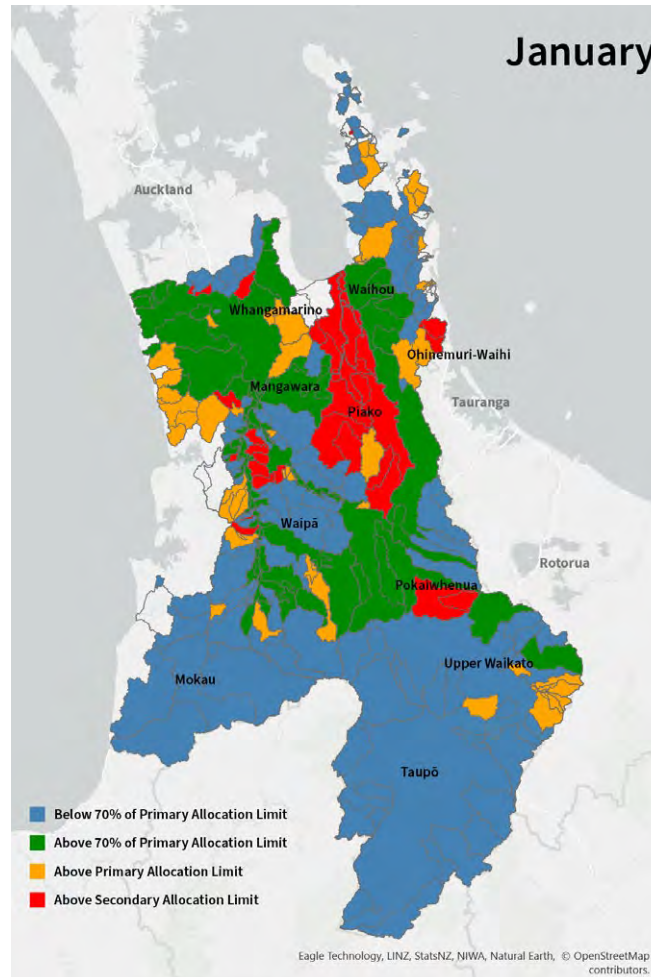 January
Auckland
Whangamarino
Waihou
Ohinemuri-Waihi
Mangawara
Tauranga
Piako
Waipā
Rotorua
Pokaiwhenua
Upper Waikato
Mokau
Taupō
Below 70% of Primary Allocation Limit
Above 70% of Primary Allocation Limit
Above Primary Allocation Limit
Above Secondary Allocation Limit
Eagle Technology, LINZ, StatsNZ, NIWA, Natural Earth, © OpenStreetMap
contributors.